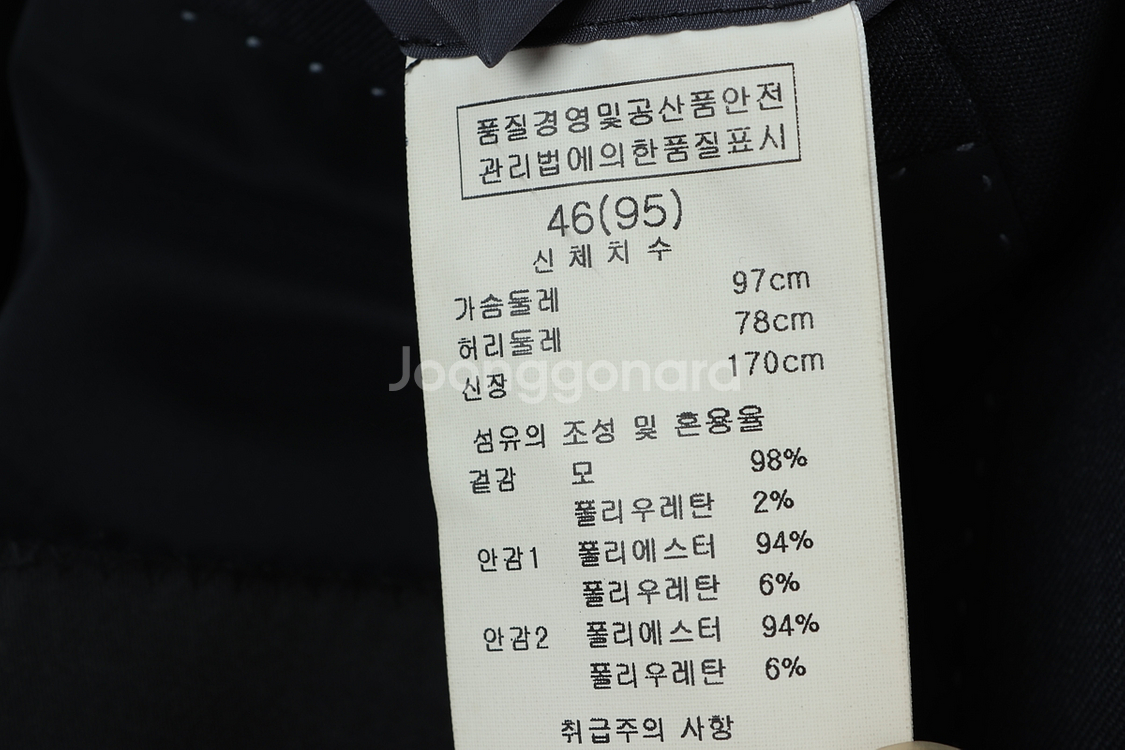 품질경영및공산품안전
관리법에의한품질표시
46(95)
신 체 치 수
가슴둘레 97cm
허리둘레 78cm
신장 170cm
Joonggonara
섬유의 조성 및 혼용율
겉감 모 98%
폴리우레탄 2%
안감1 폴리에스터 94%
폴리우레탄 6%
안감2 폴리에스터 94%
폴리우레탄 6%
취급주의 사항